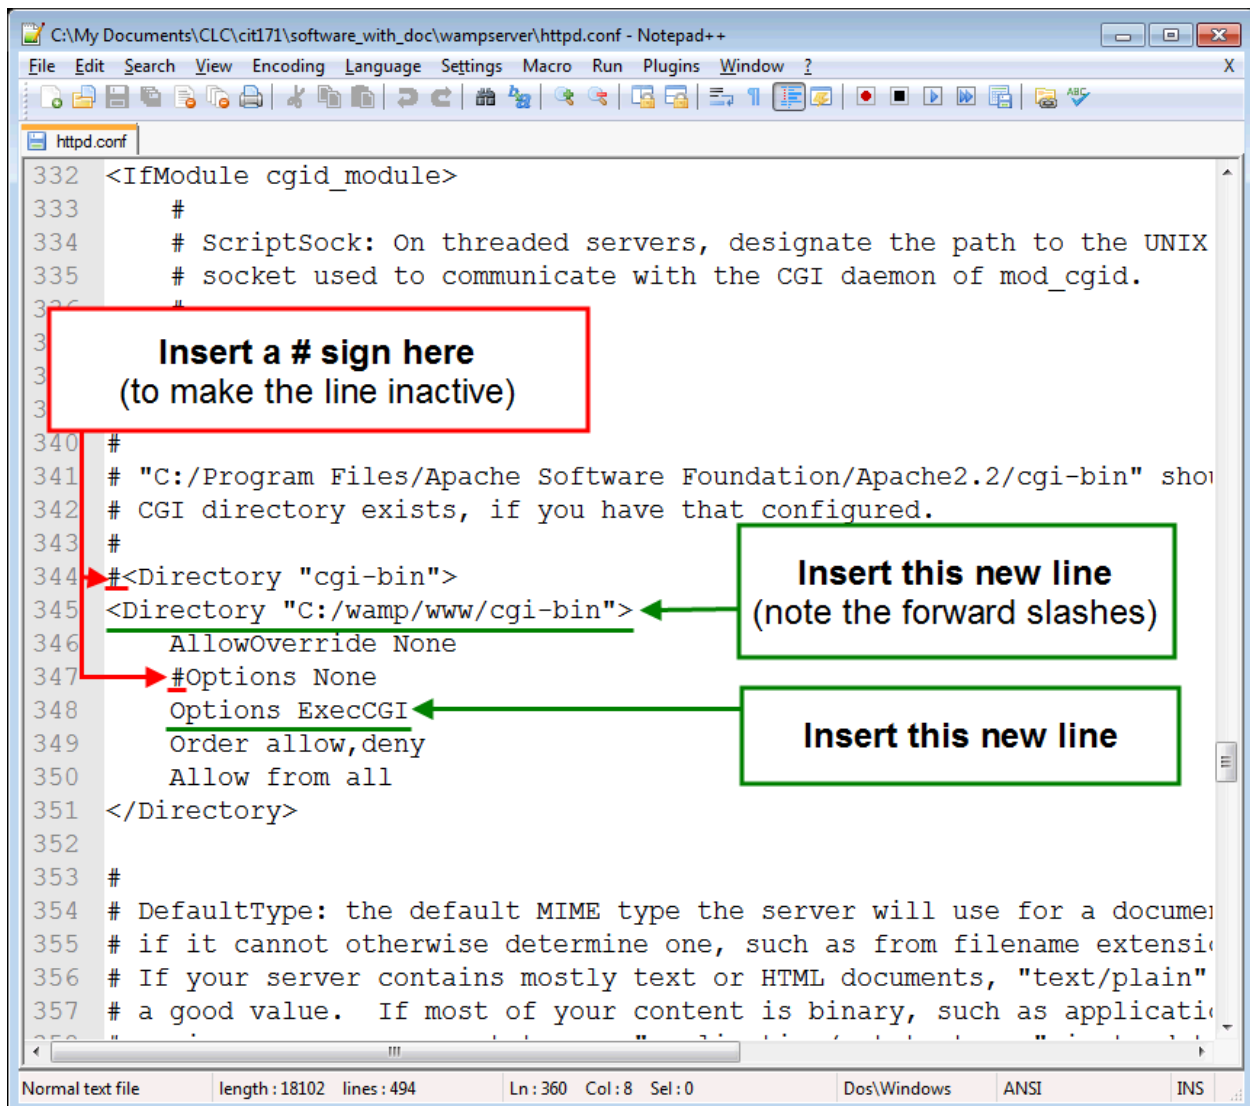 C:\My Documents\CLC\cit171\software_with_doc\wampserver\httpd.conf - Notepad++
File Edit Search View Encoding Language Settings Macro Run Plugins Window ? X
httpd.conf
332 <IfModule cgid_module>
333 #
334 # ScriptSock: On threaded servers, designate the path to the UNIX
335 # socket used to communicate with the CGI daemon of mod_cgid.
#
Insert a # sign here
(to make the line inactive)
340 #
341 # "C:/Program Files/Apache Software Foundation/Apache2.2/cgi-bin" shou
342 # CGI directory exists, if you have that configured.
343 #
344 #<Directory "cgi-bin">
345 <Directory "C:/wamp/www/cgi-bin">
Insert this new line
(note the forward slashes)
346 AllowOverride None
347 #Options None
348 Options ExecCGI
Insert this new line
349 Order allow,deny
350 Allow from all
351 </Directory>
352
353 #
354 # DefaultType: the default MIME type the server will use for a documen
355 # if it cannot otherwise determine one, such as from filename extensio
356 # If your server contains mostly text or HTML documents, "text/plain"
357 # a good value. If most of your content is binary, such as applicatio
Normal text file length : 18102 lines : 494 Ln : 360 Col : 8 Sel : 0 Dos\Windows ANSI INS